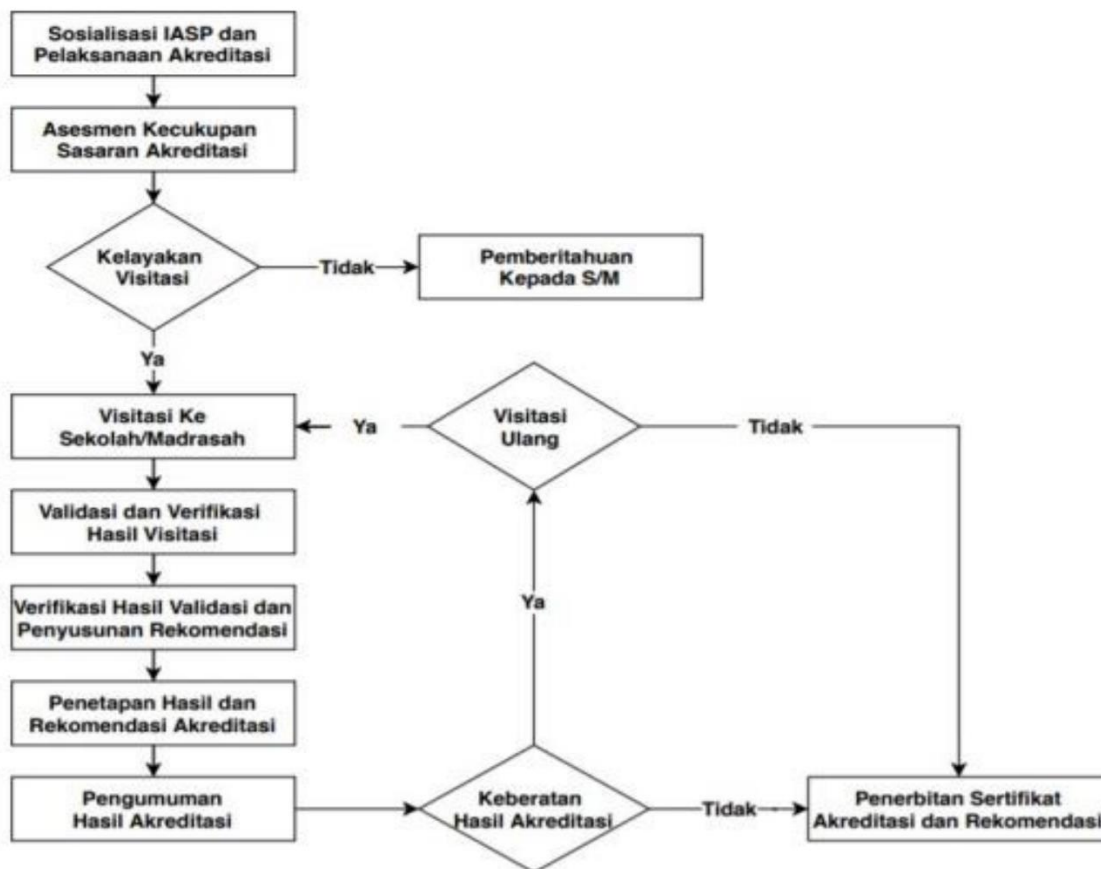 Sosialisasi IASP dan
Pelaksanaan Akreditasi
Asesmen Kecukupan
Sasaran Akreditasi
Kelayakan
Visitasi
Tidak
Pemberitahuan
Kepada S/M
Ya
Visitasi Ke
Sekolah/Madrasah
Ya
Visitasi
Ulang
Tidak
Validasi dan Verifikasi
Hasil Visitasi
Verifikasi Hasil Validasi dan
Penyusunan Rekomendasi
Ya
Penetapan Hasil dan
Rekomendasi Akreditasi
Pengumuman
Hasil Akreditasi
Keberatan
Hasil Akreditasi
Tidak
Penerbitan Sertifikat
Akreditasi dan Rekomendasi